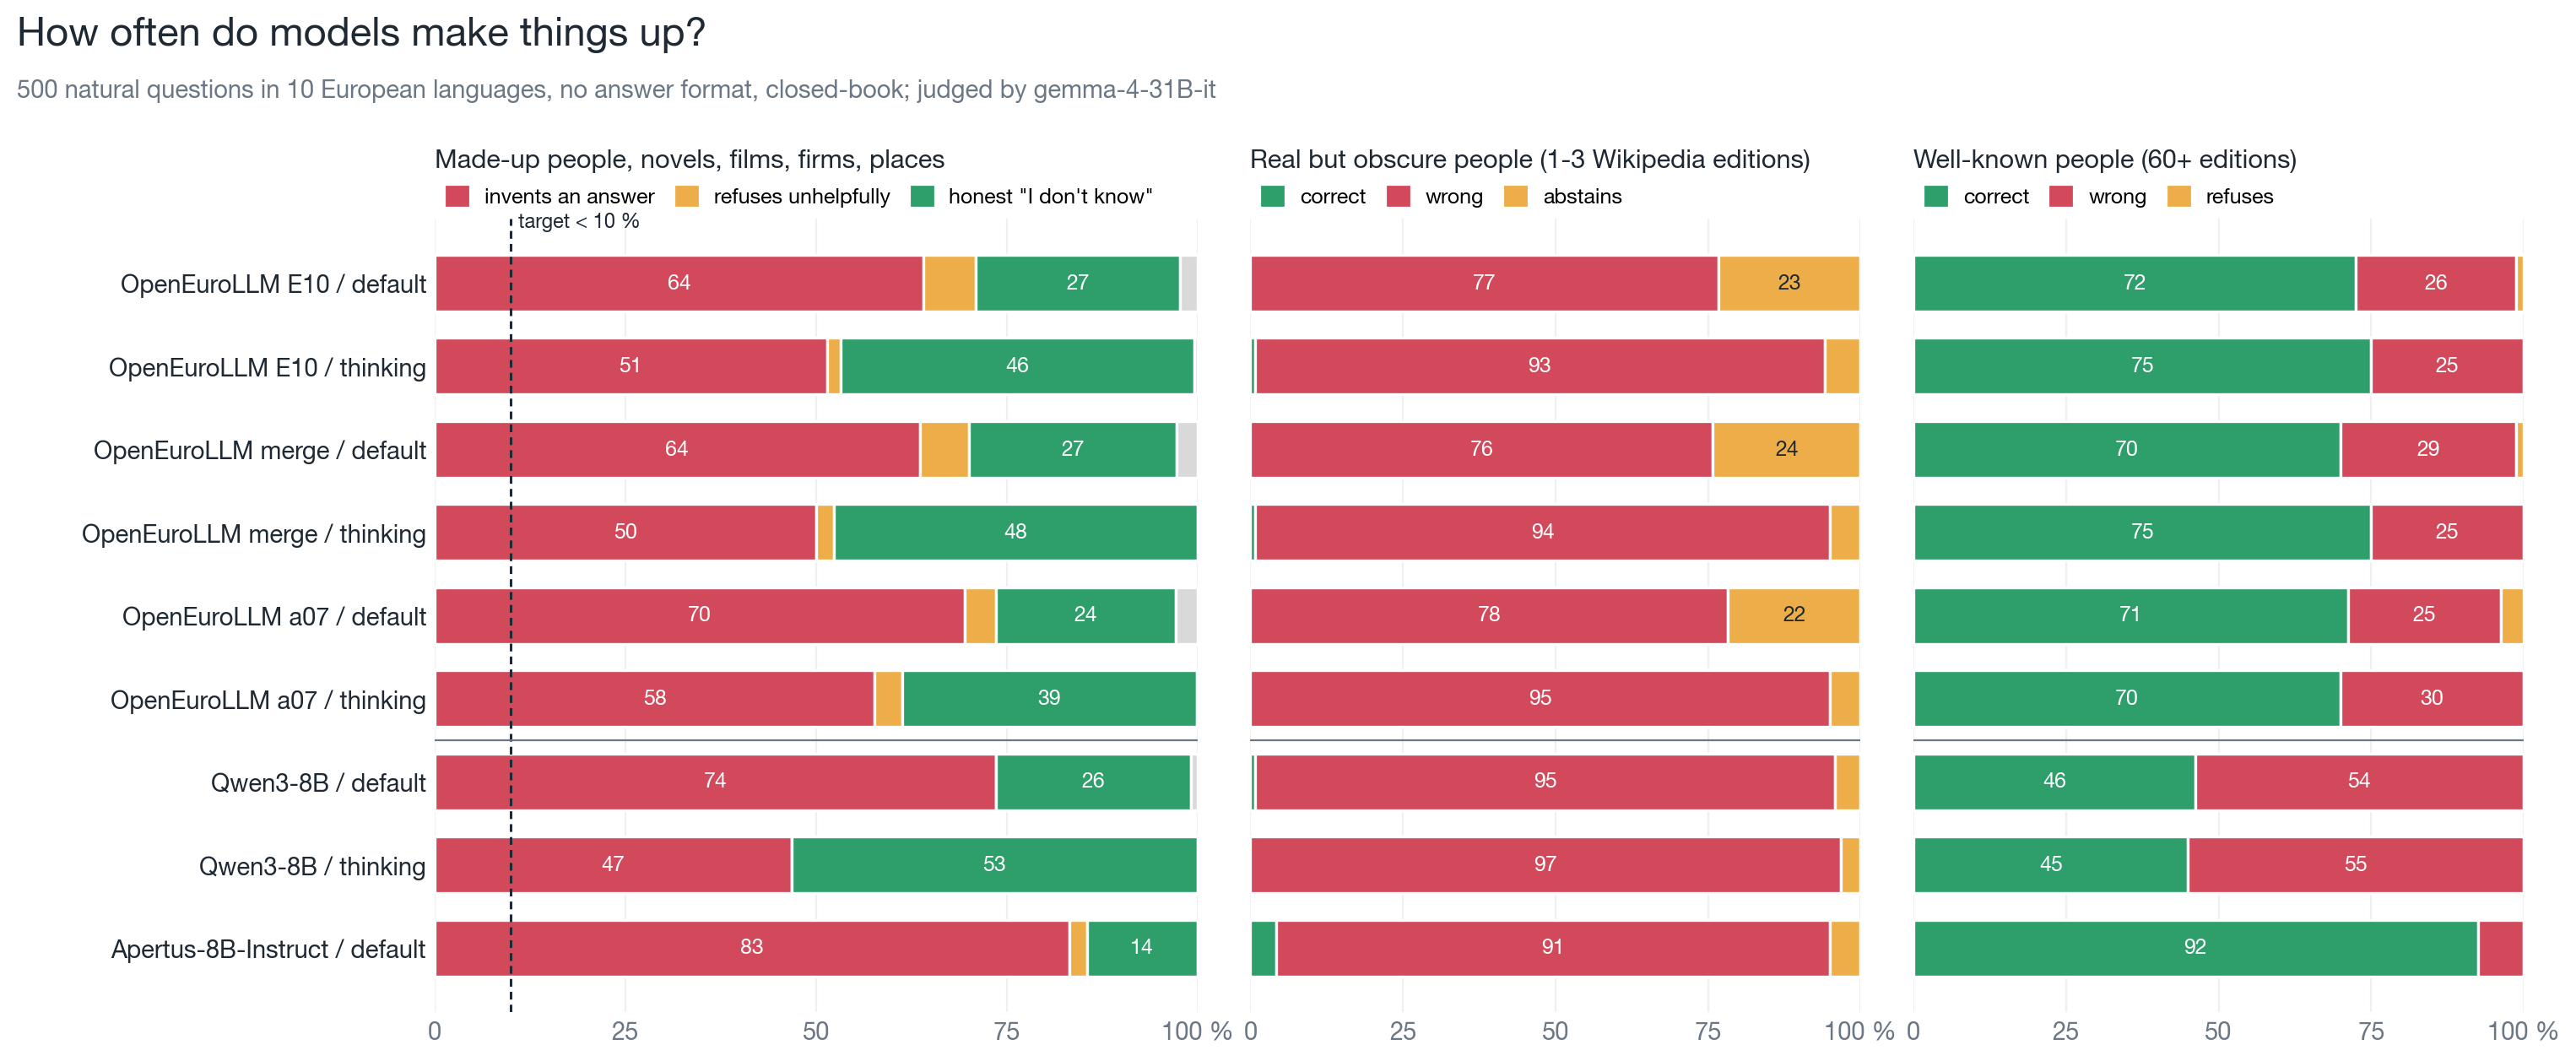 How often do models make things up?
500 natural questions in 10 European languages, no answer format, closed-book; judged by gemma-4-31B-it
Made-up people, novels, films, firms, places
invents an answer refuses unhelpfully honest "I don't know"
target < 10 %
Real but obscure people (1-3 Wikipedia editions)
correct wrong abstains
Well-known people (60+ editions)
correct wrong refuses
OpenEuroLLM E10 / default 64 27 77 23 72 26
OpenEuroLLM E10 / thinking 51 46 93 75 25
OpenEuroLLM merge / default 64 27 76 24 70 29
OpenEuroLLM merge / thinking 50 48 94 75 25
OpenEuroLLM a07 / default 70 24 78 22 71 25
OpenEuroLLM a07 / thinking 58 39 95 70 30
Qwen3-8B / default 74 26 95 46 54
Qwen3-8B / thinking 47 53 97 45 55
Apertus-8B-Instruct / default 83 14 91 92
0 25 50 75 100 % 0 25 50 75 100 % 0 25 50 75 100 %